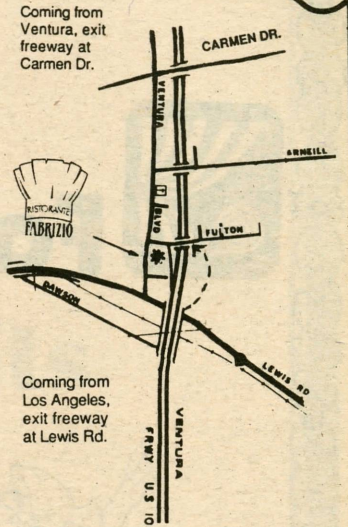 Coming from
Ventura, exit
freeway at
Carmen Dr.
CARMEN DR.
VENTURA
BLVD
ARNEILL
RISTORANTE
FABRIZIO
FULTON
DAWSON
LEWIS RD
Coming from
Los Angeles,
exit freeway
at Lewis Rd.
VENTURA
FRWY U.S 10